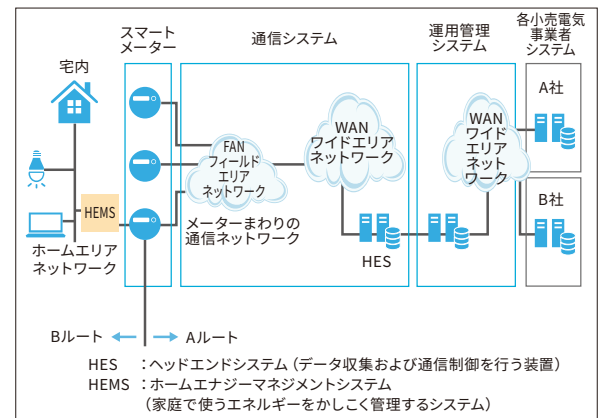 スマート
メーター
通信システム
運用管理
システム
各小売電気
事業者
システム
宅内
A社
FAN
フィールド
エリア
ネットワーク
WAN
ワイドエリア
ネットワーク
WAN
ワイド
エリア
ネット
ワーク
HEMS
メーターまわりの
通信ネットワーク
B社
ホームエリア
ネットワーク
HES
Bルート
Aルート
HES :ヘッドエンドシステム(データ収集および通信制御を行う装置)
HEMS :ホームエナジーマネジメントシステム
(家庭で使うエネルギーをかしこく管理するシステム)